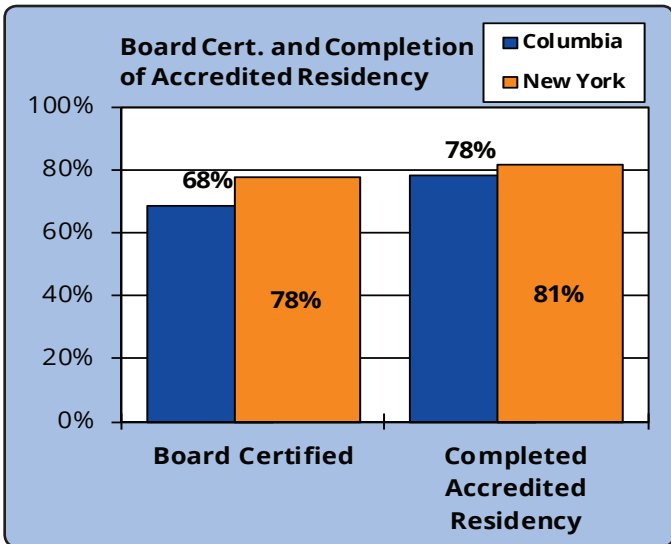 Board Cert. and Completion
of Accredited Residency
Columbia
New York
100%
80%
60%
40%
20%
0%
68%
78%
78%
81%
Board Certified
Completed
Accredited
Residency